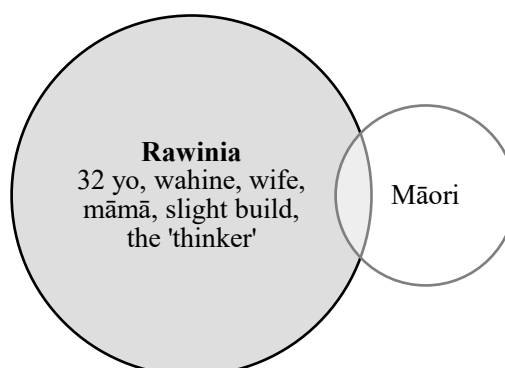 Rawinia
32 yo, wahine, wife,
māmā, slight build,
the 'thinker'
Māori